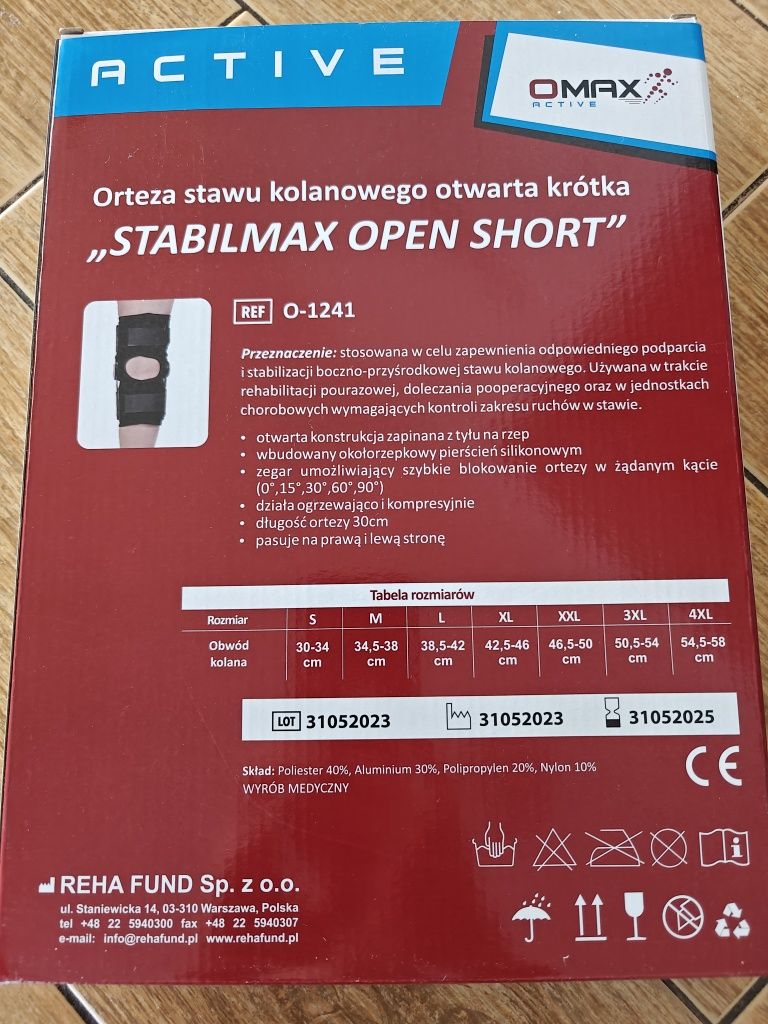 ACTIVE
OMAX
ACTIVE
Orteza stawu kolanowego otwarta krótka
„STABILMAX OPEN SHORT”
REF O-1241
Przeznaczenie: stosowana w celu zapewnienia odpowiedniego podparcia
i stabilizacji boczno-przyśrodkowej stawu kolanowego. Używana w trakcie
rehabilitacji pourazowej, doleczania pooperacyjnego oraz w jednostkach
chorobowych wymagających kontroli zakresu ruchów w stawie.
• otwarta konstrukcja zapinana z tyłu na rzep
• wbudowany okołorzepkowy pierścień silikonowym
• zegar umożliwiający szybkie blokowanie ortezy w żądanym kącie
(0°,15°,30°,60°,90°)
• działa ogrzewająco i kompresyjnie
• długość ortezy 30cm
• pasuje na prawą i lewą stronę
Tabela rozmiarów
Rozmiar S M L XL XXL 3XL 4XL
Obwód 30-34 34,5-38 38,5-42 42,5-46 46,5-50 50,5-54 54,5-58
kolana cm cm cm cm cm cm cm
LOT 31052023 31052023 31052025
Skład: Poliester 40%, Aluminium 30%, Polipropylen 20%, Nylon 10%
WYRÓB MEDYCZNY
CE
REHA FUND Sp. z o.o.
ul. Staniewicka 14, 03-310 Warszawa, Polska
tel +48 22 5940300 fax +48 22 5940307
e-mail: info@rehafund.pl www.rehafund.pl